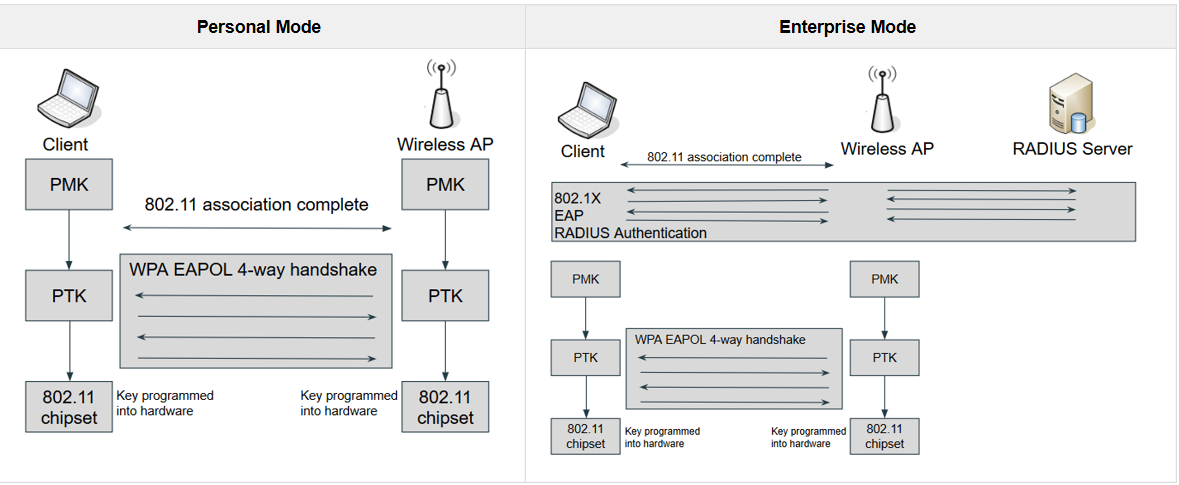 Personal Mode
Enterprise Mode
Client
Wireless AP
PMK
PMK
802.11 association complete
WPA EAPOL 4-way handshake
PTK
PTK
802.11
chipset
Key programmed
into hardware
Key programmed
into hardware
802.11
chipset
Client
Wireless AP
RADIUS Server
802.11 association complete
802.1X
EAP
RADIUS Authentication
PMK
PMK
WPA EAPOL 4-way handshake
PTK
PTK
802.11
chipset
Key programmed
into hardware
Key programmed
into hardware
802.11
chipset